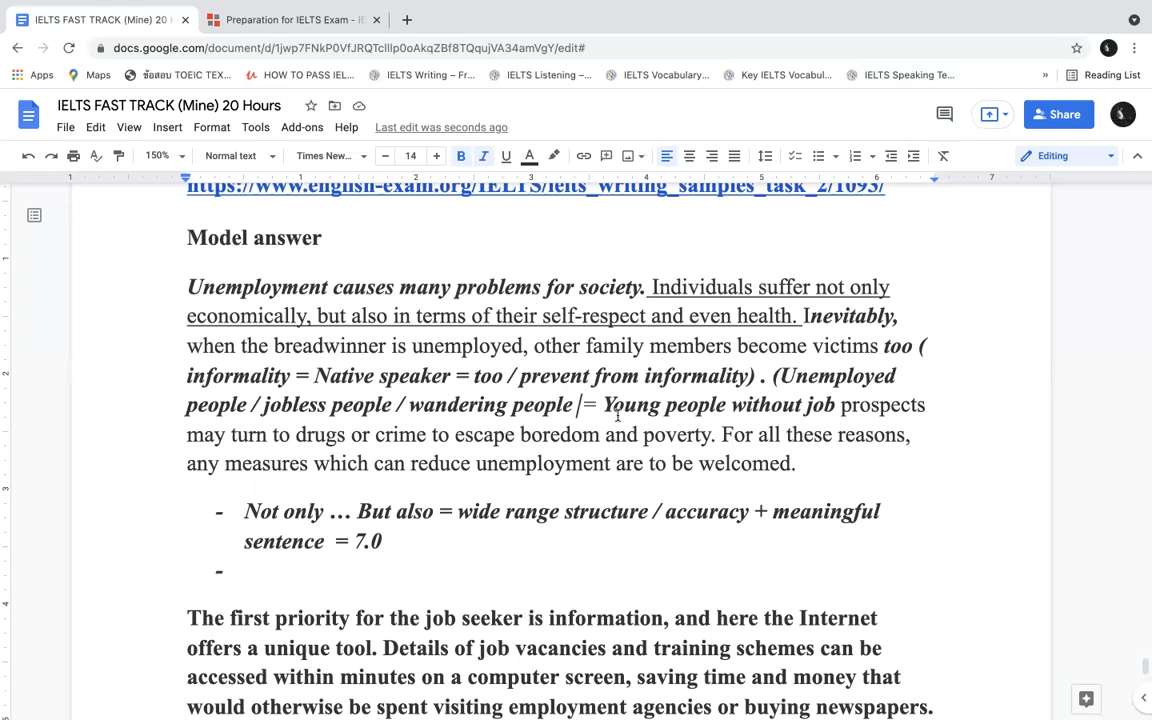 IELTS FAST TRACK (Mine) 20 H
Preparation for IELTS Exam - IE
docs.google.com/document/d/1jwp7FNkP0VfJRQTclllp0oAkqZBf8TQqujVA34amVgY/edit#
Apps Maps ข้อสอบ TOEIC TEX... HOW TO PASS IEL... IELTS Writing – Fr... IELTS Listening –... IELTS Vocabulary... Key IELTS Vocabul... IELTS Speaking Te... » Reading List
IELTS FAST TRACK (Mine) 20 Hours
File Edit View Insert Format Tools Add-ons Help Last edit was seconds ago
Share
150% Normal text Times New... 14 B I U A Editing
1 1 2 3 4 5 6 7
https://www.english-exam.org/IELTS/ielts_writing_samples_task_2/1093/
Model answer
Unemployment causes many problems for society. Individuals suffer not only
economically, but also in terms of their self-respect and even health. Inevitably,
when the breadwinner is unemployed, other family members become victims too (
informality = Native speaker = too / prevent from informality) . (Unemployed
people / jobless people / wandering people = Young people without job prospects
may turn to drugs or crime to escape boredom and poverty. For all these reasons,
any measures which can reduce unemployment are to be welcomed.
- Not only … But also = wide range structure / accuracy + meaningful
sentence = 7.0
-
The first priority for the job seeker is information, and here the Internet
offers a unique tool. Details of job vacancies and training schemes can be
accessed within minutes on a computer screen, saving time and money that
would otherwise be spent visiting employment agencies or buying newspapers.